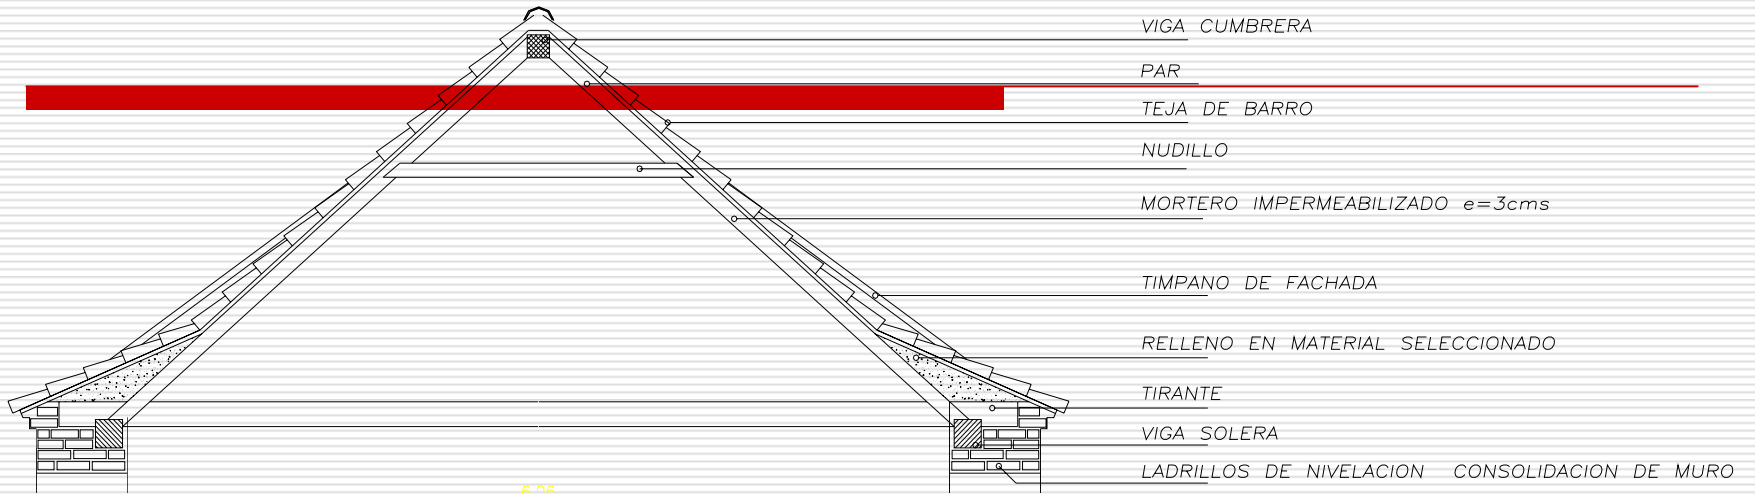 VIGA CUMBRERA
PAR
TEJA DE BARRO
NUDILLO
MORTERO IMPERMEABILIZADO e=3cms
TIMPANO DE FACHADA
RELLENO EN MATERIAL SELECCIONADO
TIRANTE
VIGA SOLERA
LADRILLOS DE NIVELACION CONSOLIDACION DE MURO